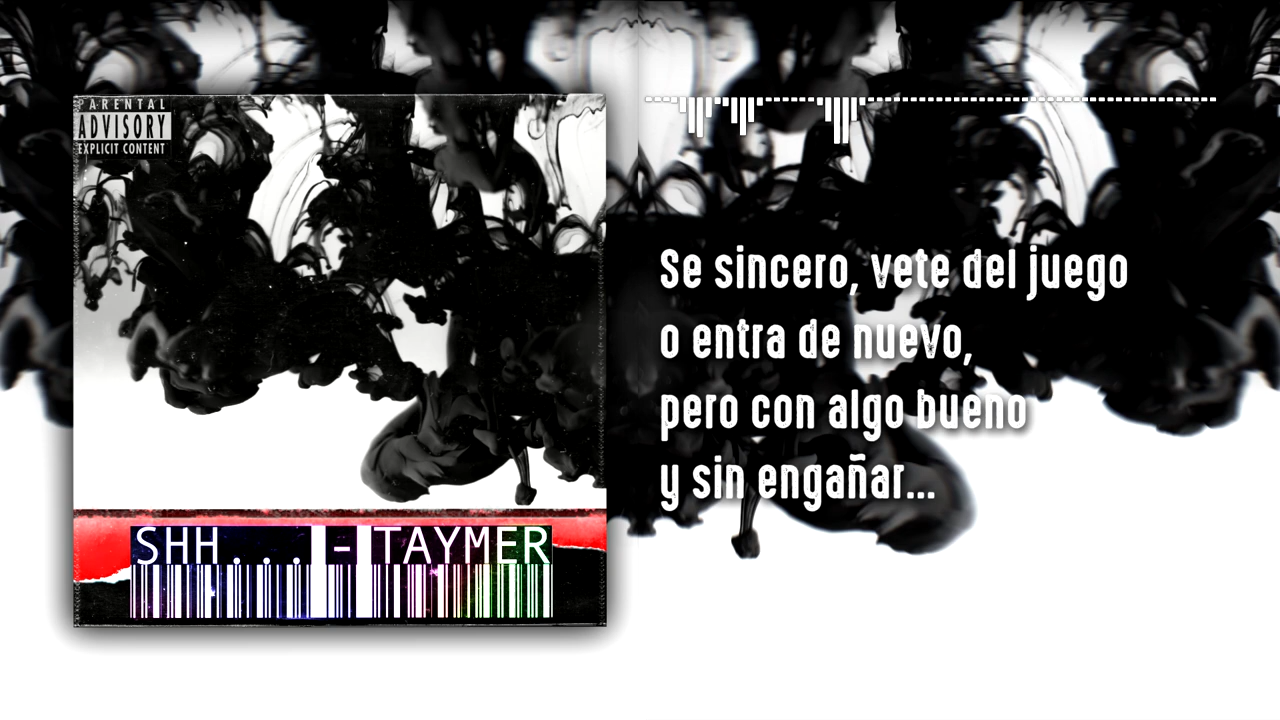 PARENTAL
ADVISORY
EXPLICIT CONTENT
SHH... - TAYMER
Se sincero, vete del juego
o entra de nuevo,
pero con algo bueno
y sin engañar...